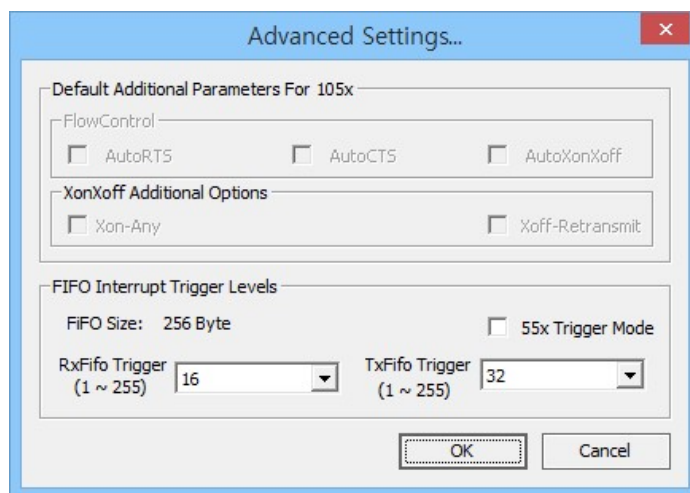 Advanced Settings...
Default Additional Parameters For 105x
FlowControl
AutoRTS AutoCTS AutoXonXoff
XonXoff Additional Options
Xon-Any Xoff-Retransmit
FIFO Interrupt Trigger Levels
FiFO Size: 256 Byte 55x Trigger Mode
RxFifo Trigger
(1 ~ 255)
16
TxFifo Trigger
(1 ~ 255)
32
OK Cancel